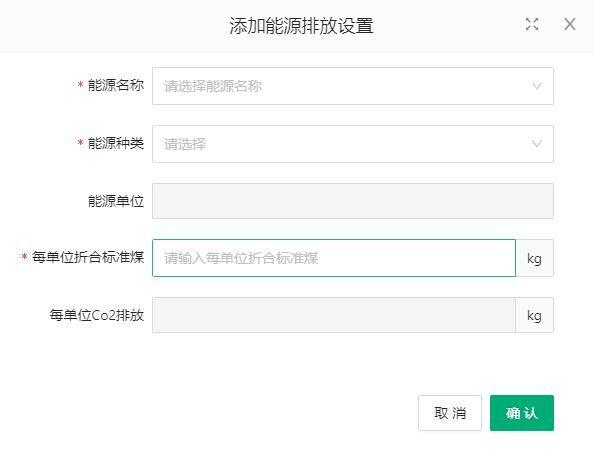 添加能源排放设置
* 能源名称 请选择能源名称
* 能源种类 请选择
能源单位
* 每单位折合标准煤 请输入每单位折合标准煤 kg
每单位Co2排放 kg
取 消 确 认